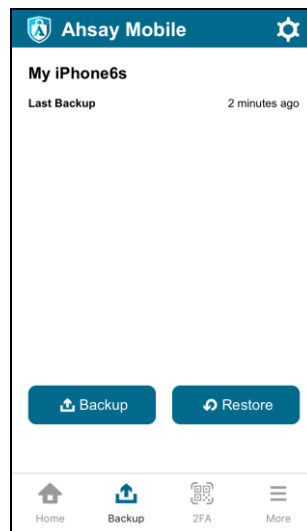 Ahsay Mobile
My iPhone6s
Last Backup 2 minutes ago
Backup Restore
Home Backup 2FA More